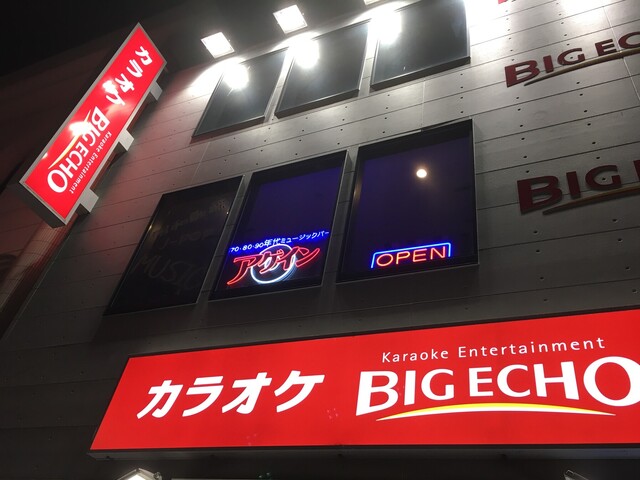 カラオケ BIG ECHO
Karaoke Entertainment
BIG ECHO
BIG
70・80・90年代ミュージックバー
アゲイン
OPEN
MUSIC
Karaoke Entertainment
カラオケ BIG ECHO